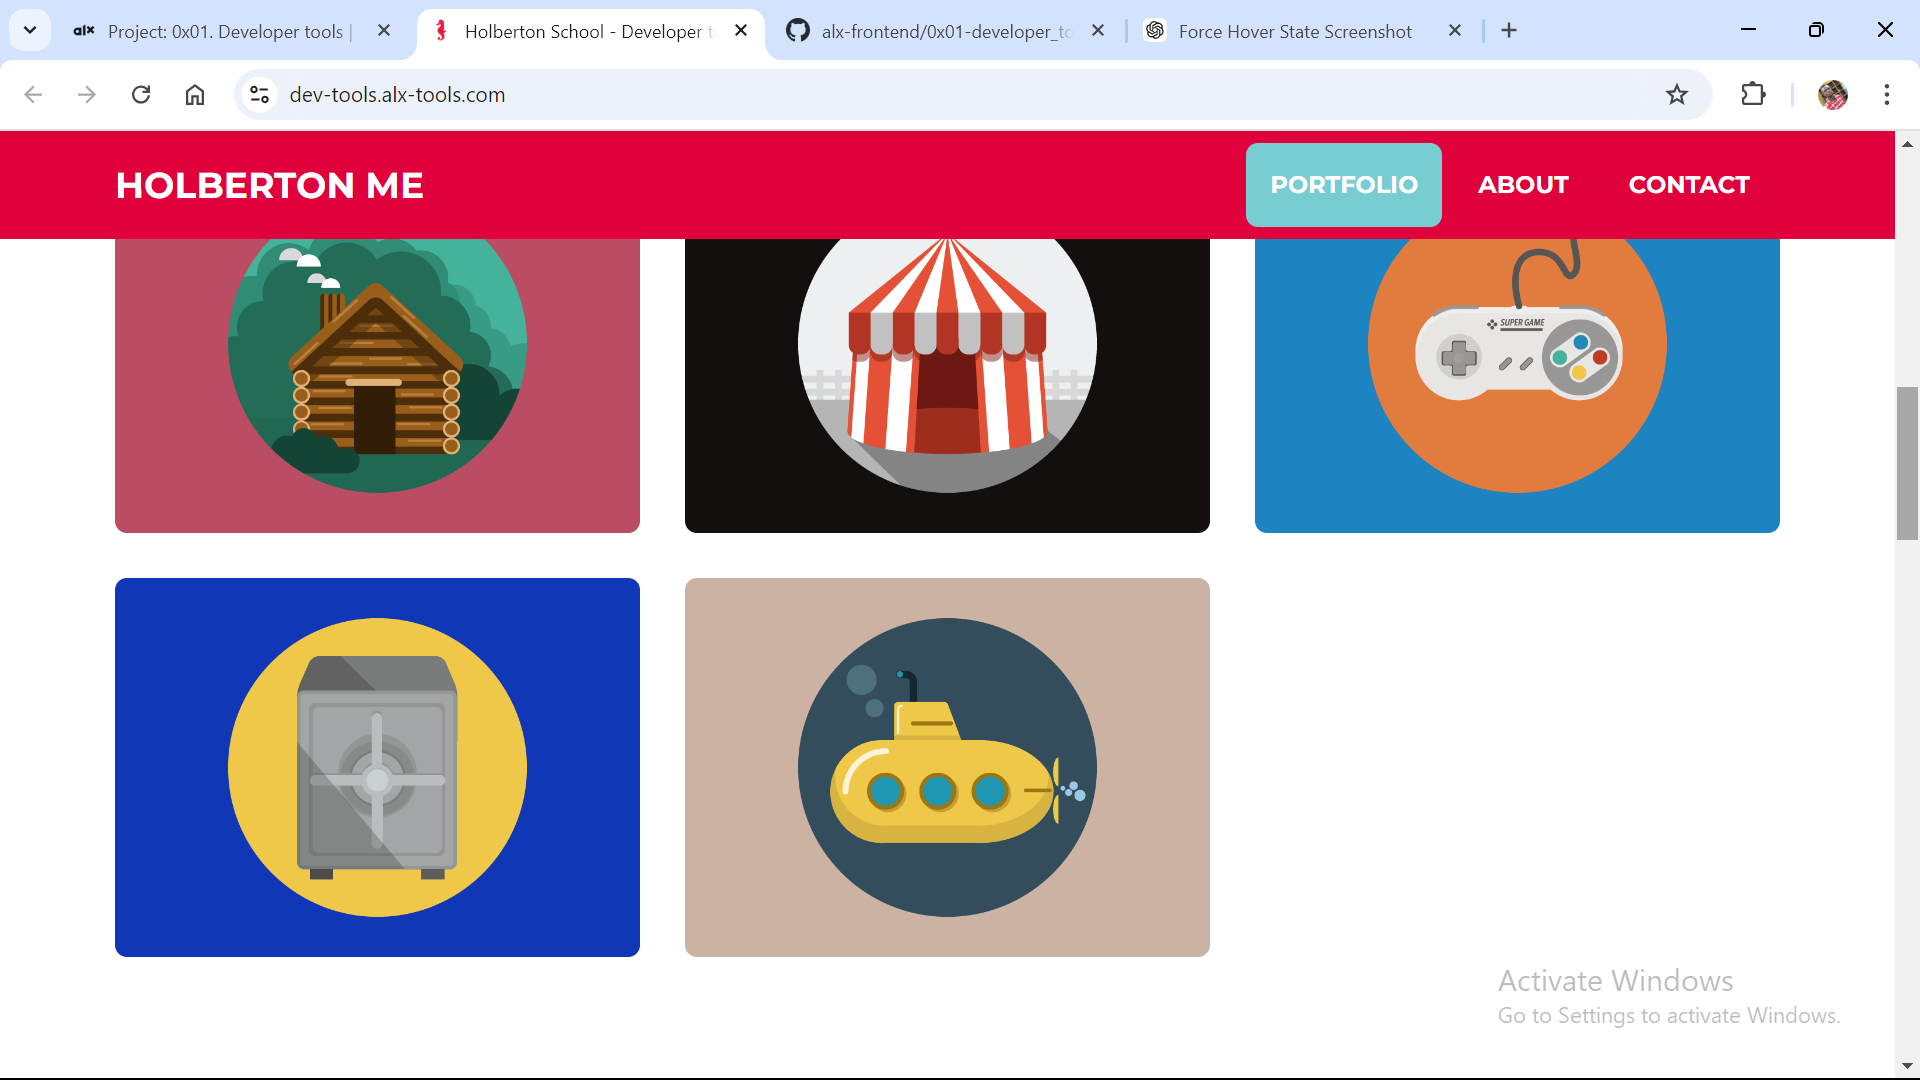 alx Project: 0x01. Developer tools |
Holberton School - Developer t
alx-frontend/0x01-developer_to
Force Hover State Screenshot
dev-tools.alx-tools.com
HOLBERTON ME
PORTFOLIO
ABOUT
CONTACT
SUPER GAME
Activate Windows
Go to Settings to activate Windows.